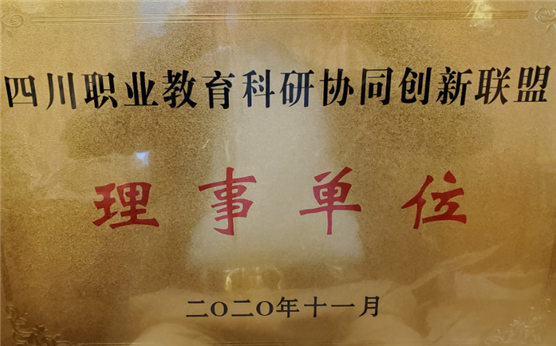 四川职业教育科研协同创新联盟
理事单位
二〇二〇年十一月